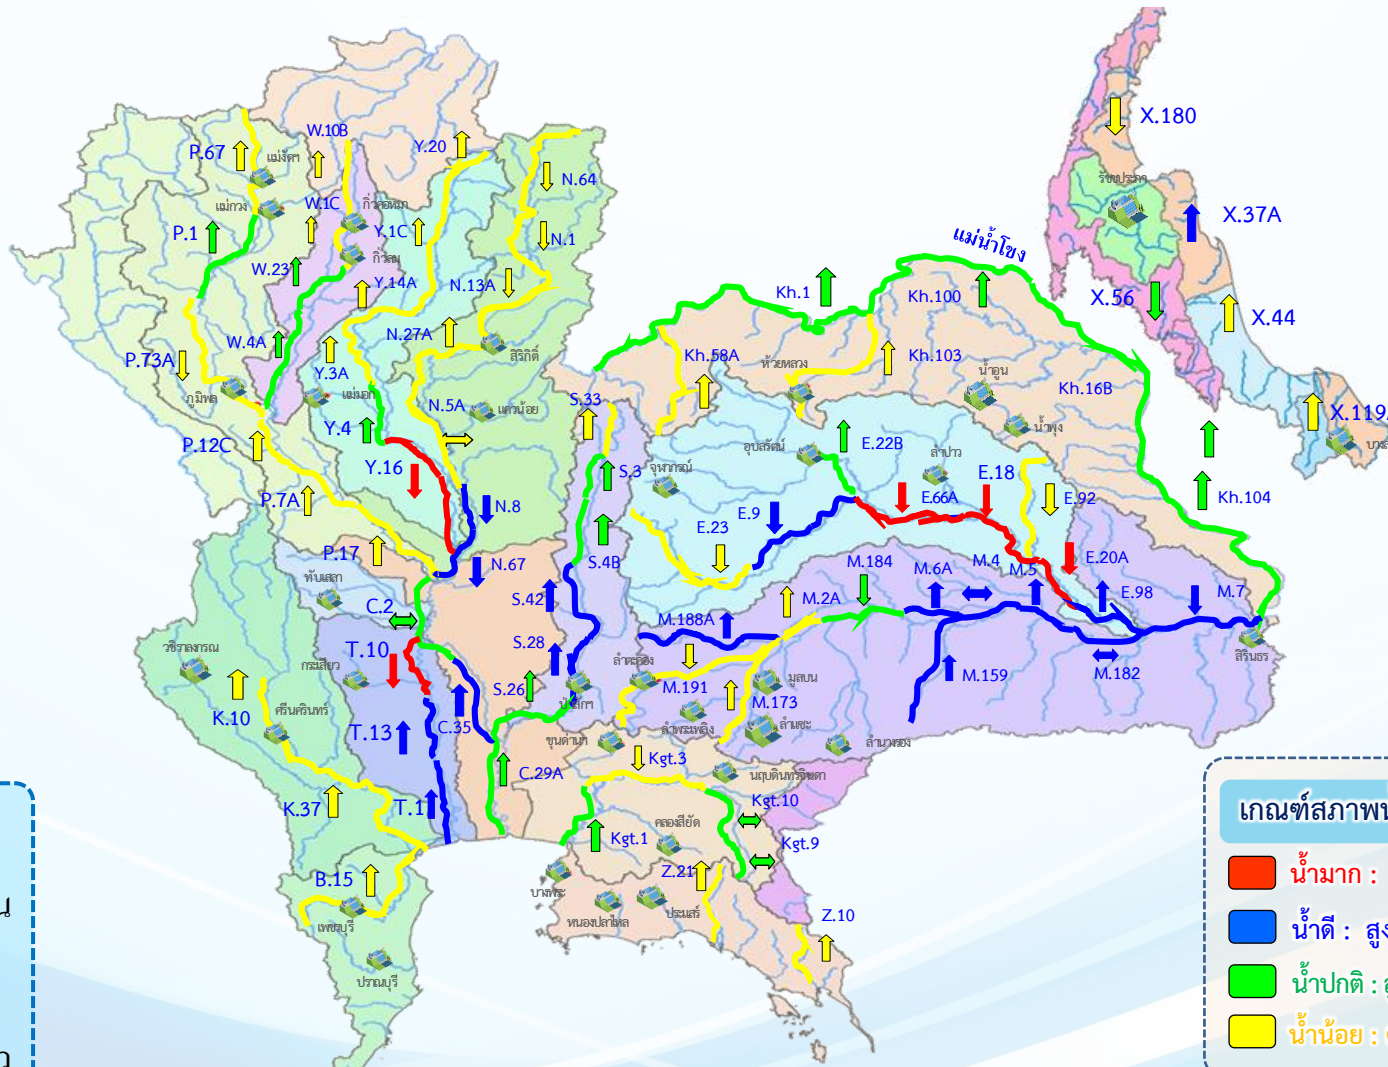 X.180
W.10B
Y.20
P.67
แม่งัดฯ
N.64
รัชชประภา
แม่กวง
W.1C
กิ่วคอหมา
X.37A
P.1
Y.1C
N.1
แม่น้ำโขง
กิ่วลม
W.23
Y.14A
N.13A
Kh.1
Kh.100
X.56
X.44
W.4A
N.27A
สิริกิติ์
P.73A
Y.3A
Kh.58A
ห้วยหลวง
Kh.103
น้ำอูน
Kh.16B
ภูมิพล
แม่มอก
N.5A
แควน้อย
S.33
X.119A
น้ำพุง
P.12C
Y.4
อุบลรัตน์
E.22B
ลำปาว
บางลาง
Y.16
S.3
จุฬาภรณ์
E.18
P.7A
N.8
E.66A
E.92
Kh.104
E.23
E.9
P.17
N.67
S.4B
M.184
M.6A
M.4
M.5
E.20A
ทับเสลา
C.2
S.42
M.2A
E.98
M.7
M.188A
วชิราลงกรณ
T.10
กระเสียว
S.28
ลำตะคอง
สิรินธร
M.191
มูลบน
M.159
M.182
K.10
ศรีนครินทร์
S.26
ป่าสักฯ
M.173
ลำพระเพลิง
ลำแชะ
T.13
C.35
ขุนด่านฯ
ลำนางรอง
C.29A
Kgt.3
นฤบดินทรจินดา
K.37
T.1
Kgt.10
เกณฑ์สภาพน
คลองสียัด
Kgt.1
Kgt.9
น้ำมาก :
B.15
บางพระ
Z.21
น
เพชรบุรี
หนองปลาไหล
ประแสร์
Z.10
น้ำดี : สูง
ปราณบุรี
น้ำปกติ : สู
น้ำน้อย :